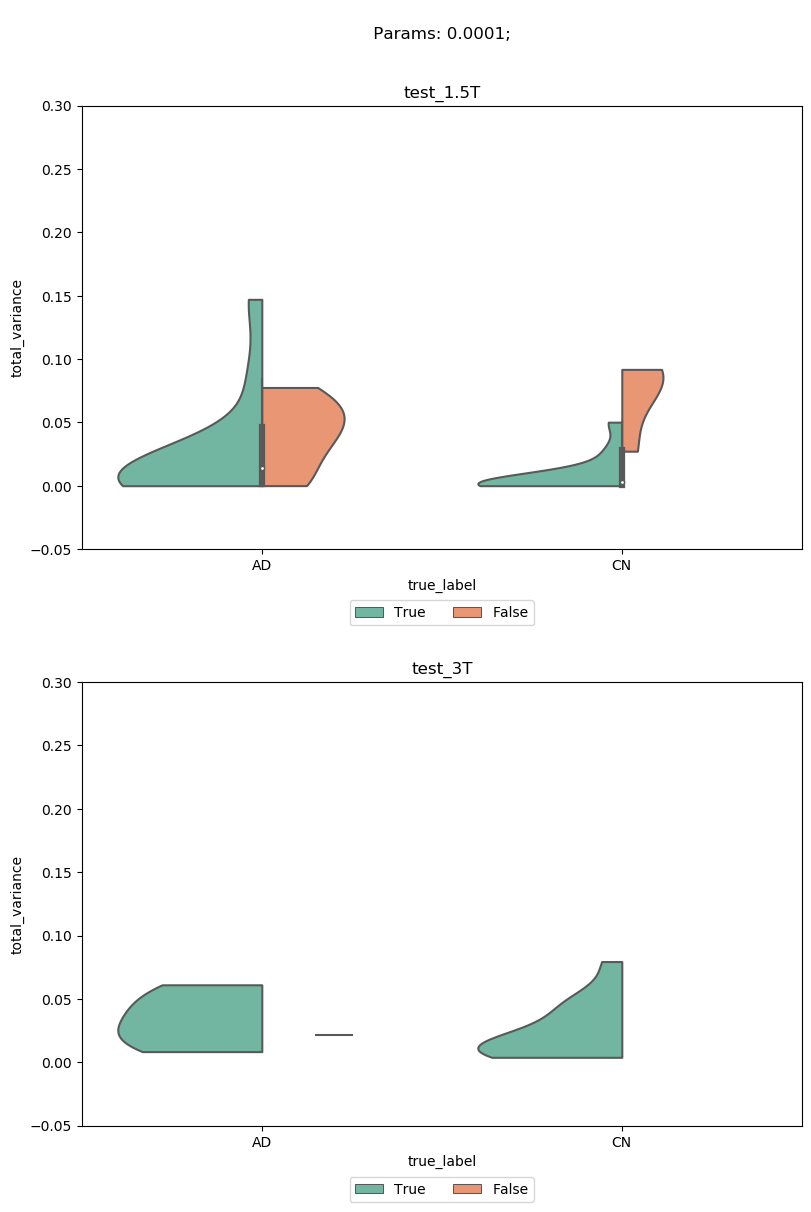 Params: 0.0001;
test_1.5T
0.30
0.25
0.20
0.15
0.10
0.05
0.00
−0.05
total_variance
AD CN
true_label
True False
test_3T
0.30
0.25
0.20
0.15
0.10
0.05
0.00
−0.05
total_variance
AD CN
true_label
True False